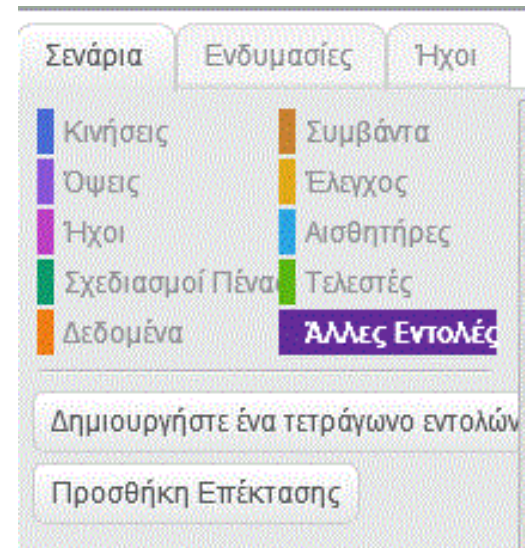 Σενάρια Ενδυμασίες Ήχοι
Κινήσεις Συμβάντα
Όψεις Έλεγχος
Ήχοι Αισθητήρες
Σχεδιασμοί Πένας Τελεστές
Δεδομένα Άλλες Εντολές
Δημιουργήστε ένα τετράγωνο εντολών
Προσθήκη Επέκτασης